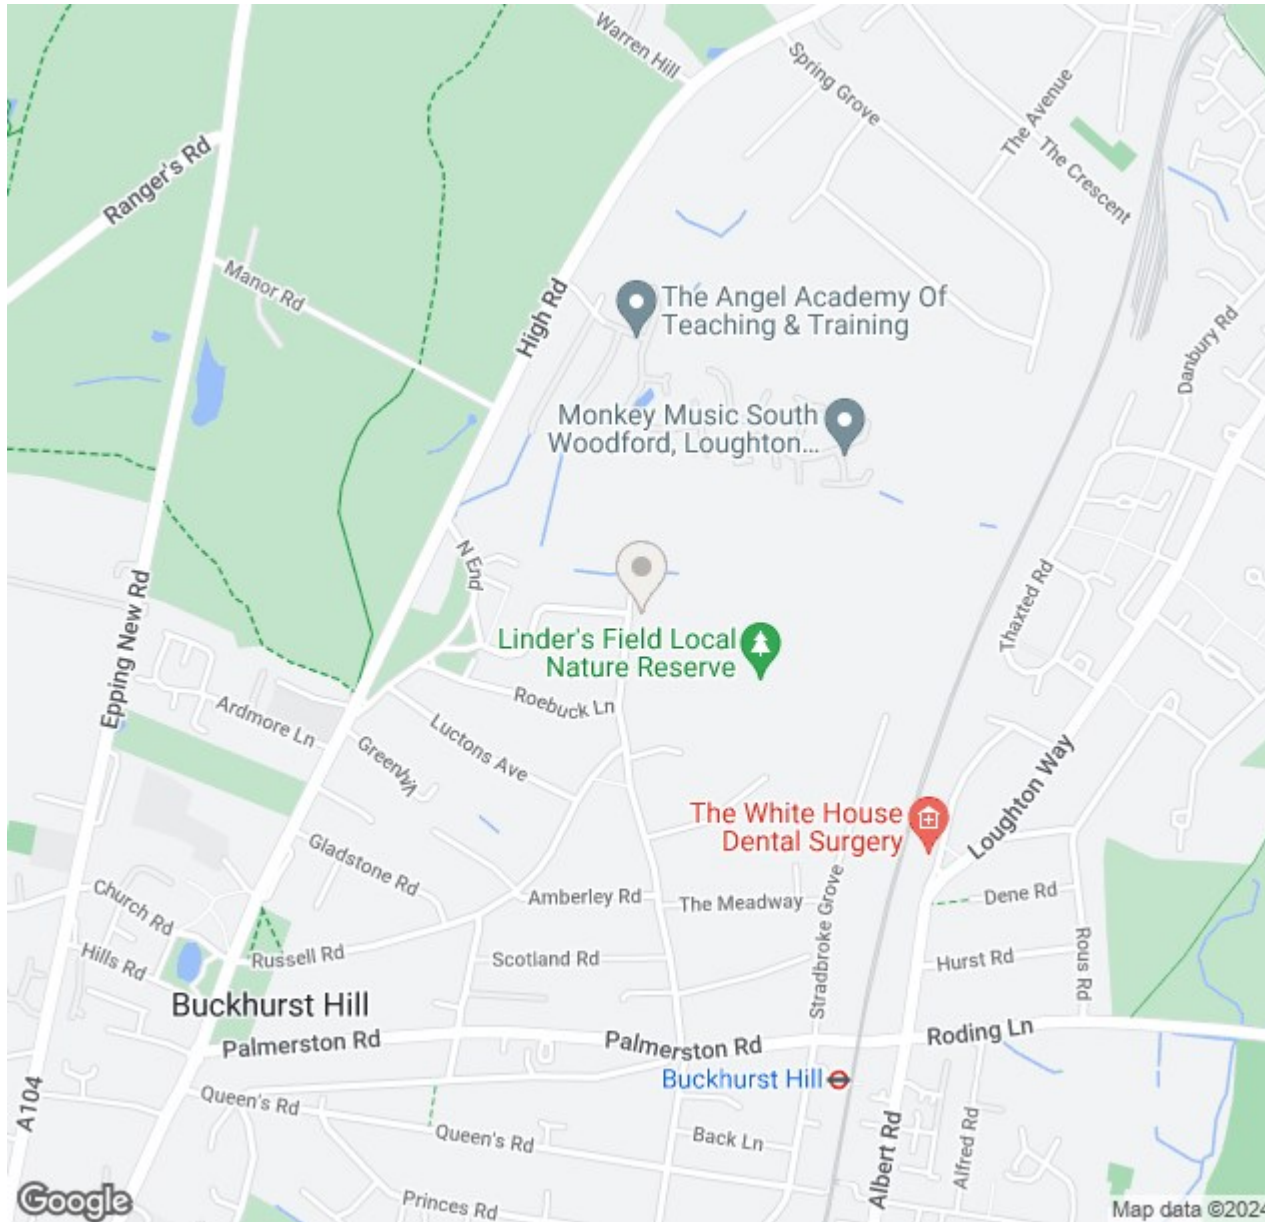 Warren Hill
Spring Grove
The Avenue
The Crescent
Ranger's Rd
Manor Rd
High Rd
The Angel Academy Of
Teaching & Training
Danbury Rd
Monkey Music South
Woodford, Loughton...
N End
Epping New Rd
Thaxted Rd
Linder's Field Local
Nature Reserve
Roebuck Ln
Ardmore Ln
Luctons Ave
Greenhill
Loughton Way
The White House
Dental Surgery
Gladstone Rd
Church Rd
Amberley Rd
The Meadway
Stradbroke Grove
Dene Rd
Hills Rd
Russell Rd
Scotland Rd
Hurst Rd
Rous Rd
Buckhurst Hill
Palmerston Rd
Palmerston Rd
Roding Ln
Buckhurst Hill
A104
Queen's Rd
Queen's Rd
Back Ln
Albert Rd
Alfred Rd
Princes Rd
Google
Map data ©2024